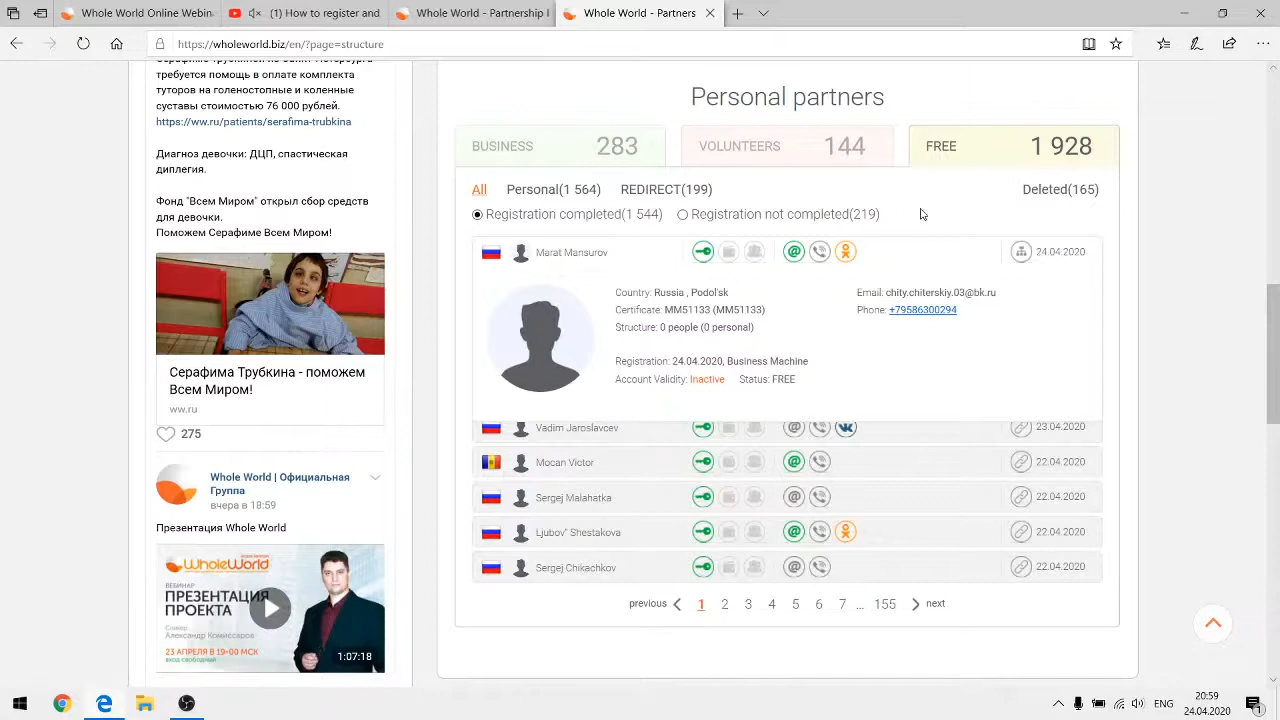 Whole World - Business
Whole World - Partnership
Whole World - Partners
https://wholeworld.biz/en/?page=structure
требуется помощь в оплате комплекта
туторов на голеностопные и коленные
суставы стоимостью 76 000 рублей.
https://ww.ru/patients/serafima-trubkina
Диагноз девочки: ДЦП, спастическая
диплегия.
Фонд "Всем Миром" открыл сбор средств
для девочки.
Поможем Серафиме Всем Миром!
Серафима Трубкина - поможем
Всем Миром!
ww.ru
275
Whole World | Официальная
Группа
вчера в 18:59
Презентация Whole World
WholeWorld
ВЕБИНАР
ПРЕЗЕНТАЦИЯ
ПРОЕКТА
Спикер
Александр Комиссаров
23 АПРЕЛЯ В 19-00 МСК
вход свободный
1:07:18
Personal partners
BUSINESS 283
VOLUNTEERS 144
FREE 1 928
All Personal(1 564) REDIRECT(199) Deleted(165)
Registration completed(1 544) Registration not completed(219)
Marat Mansurov 24.04.2020
Country: Russia , Podol'sk
Certificate: MM51133 (MM51133)
Structure: 0 people (0 personal)
Registration: 24.04.2020, Business Machine
Account Validity: Inactive Status: FREE
Email: chity.chiterskiy.03@bk.ru
Phone: +79586300294
Vadim Jaroslavcev 23.04.2020
Mocan Victor 22.04.2020
Sergej Malahatka 22.04.2020
Ljubov" Shestakova 22.04.2020
Sergej Chikachkov 22.04.2020
previous 1 2 3 4 5 6 7 ... 155 next
ENG
20:59
24.04.2020